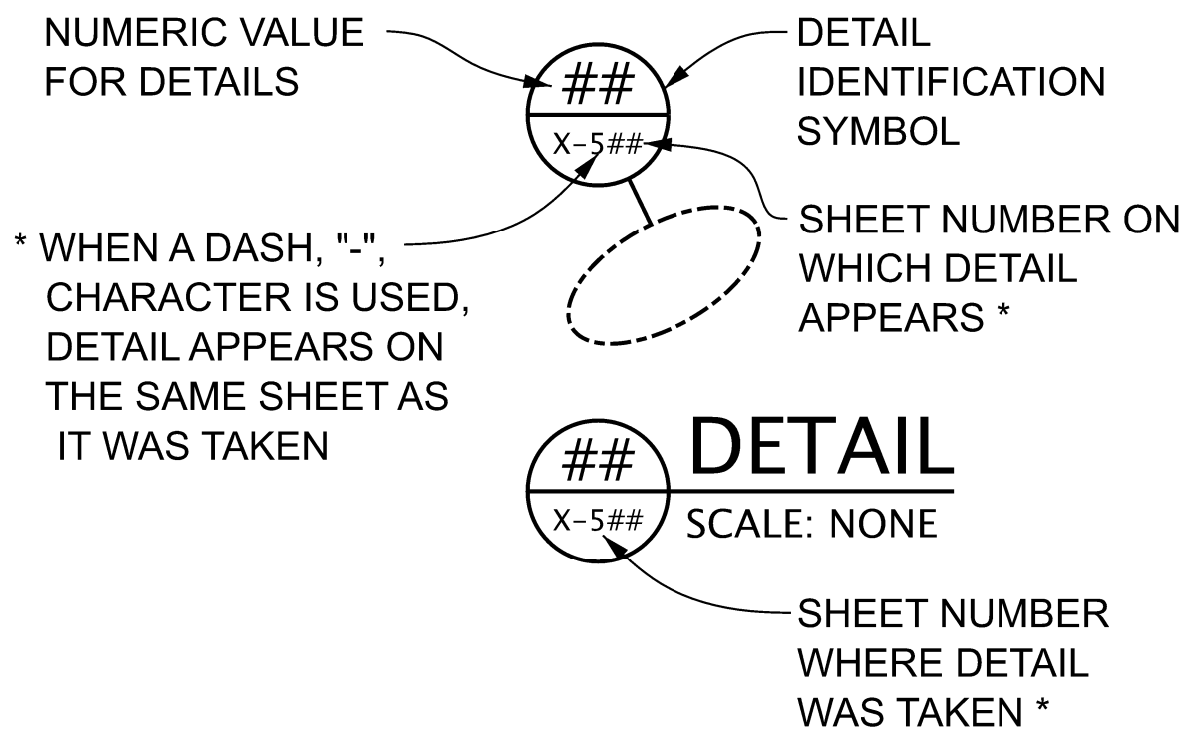 NUMERIC VALUE
FOR DETAILS
##
X-5##
DETAIL
IDENTIFICATION
SYMBOL
* WHEN A DASH, "-",
CHARACTER IS USED,
DETAIL APPEARS ON
THE SAME SHEET AS
IT WAS TAKEN
SHEET NUMBER ON
WHICH DETAIL
APPEARS *
##
X-5##
DETAIL
SCALE: NONE
SHEET NUMBER
WHERE DETAIL
WAS TAKEN *